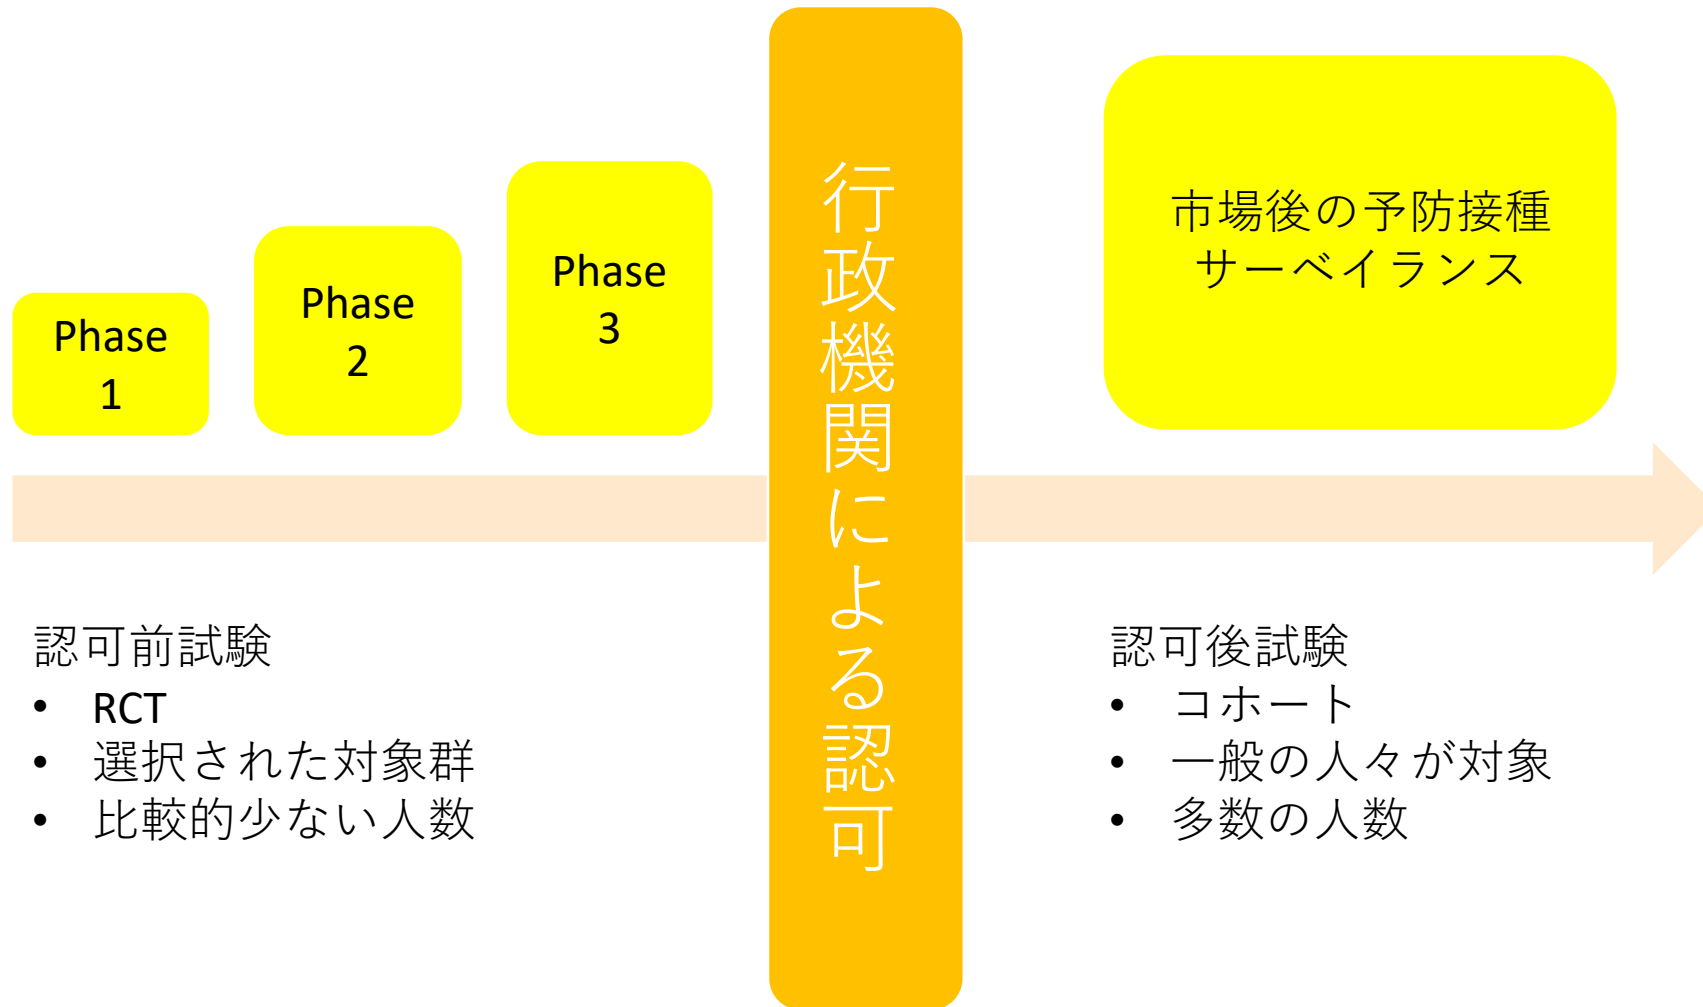 Phase
1
Phase
2
Phase
3
行政機関による認可
市場後の予防接種
サーベイランス
認可前試験
• RCT
• 選択された対象群
• 比較的少ない人数
認可後試験
• コホート
• 一般の人々が対象
• 多数の人数